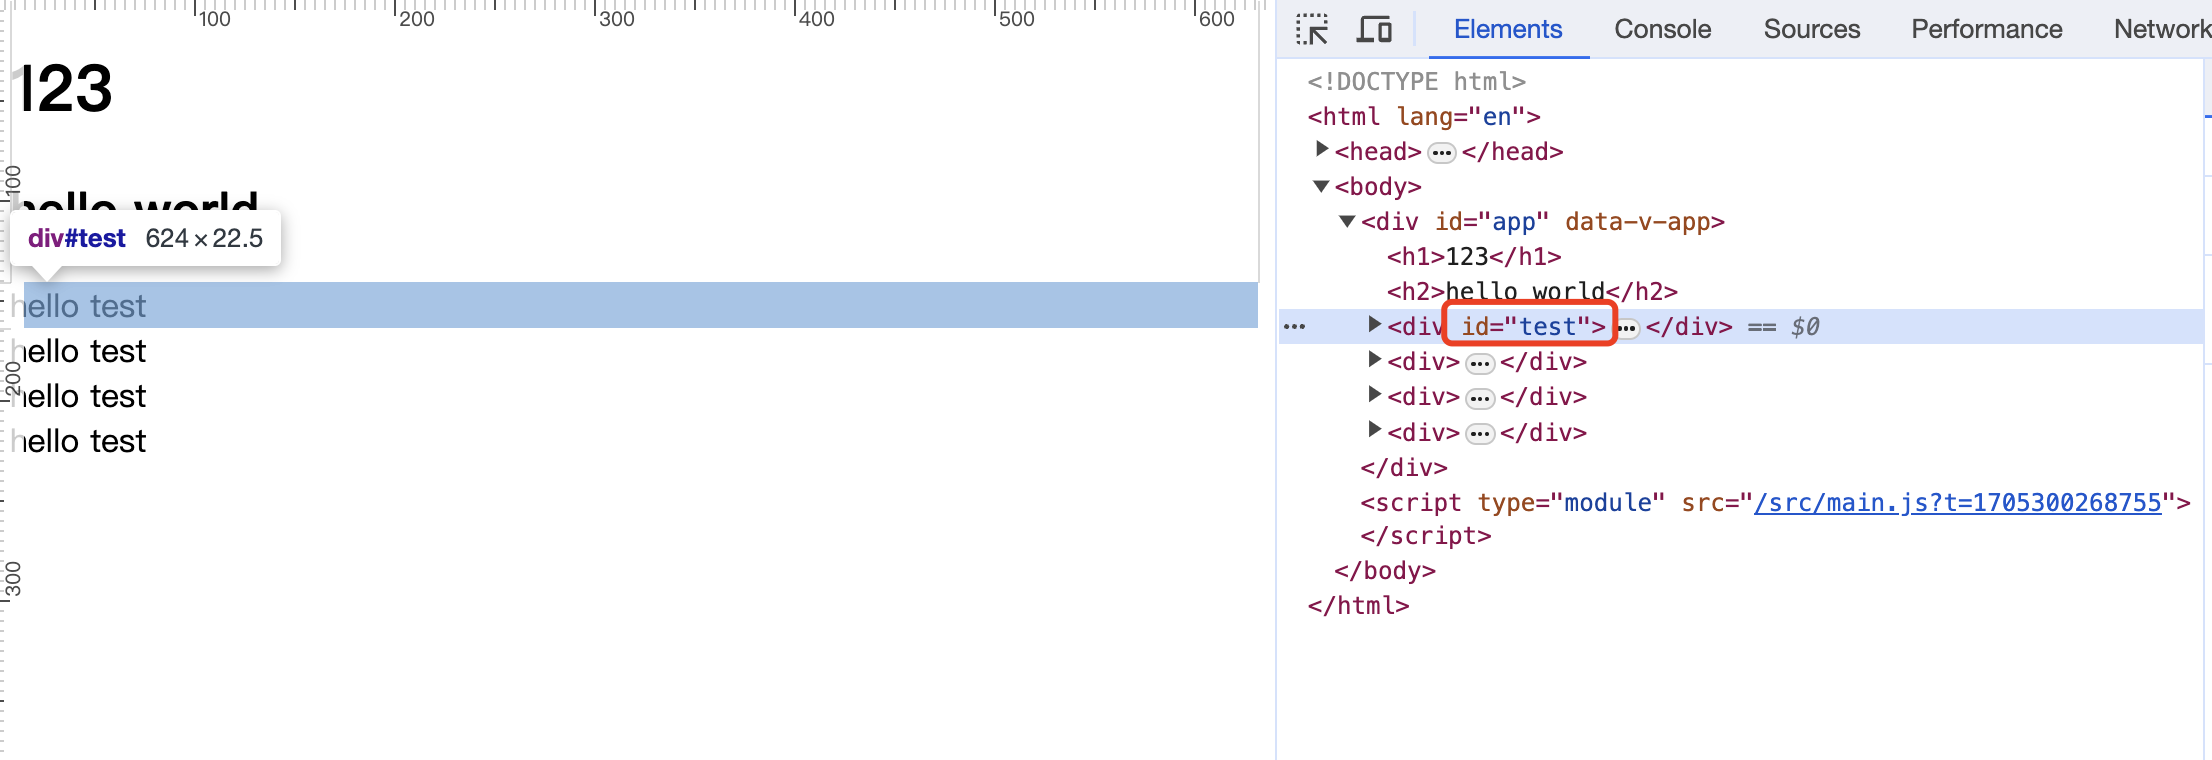 100 200 300 400 500 600
123
100
hello world
div#test 624 × 22.5
hello test
hello test
200
hello test
hello test
300
Elements Console Sources Performance Network
<!DOCTYPE html>
<html lang="en">
<head> ••• </head>
<body>
<div id="app" data-v-app>
<h1>123</h1>
<h2>hello world</h2>
••• <div id="test"> ••• </div> == $0
<div> ••• </div>
<div> ••• </div>
<div> ••• </div>
</div>
<script type="module" src="/src/main.js?t=1705300268755">
</script>
</body>
</html>